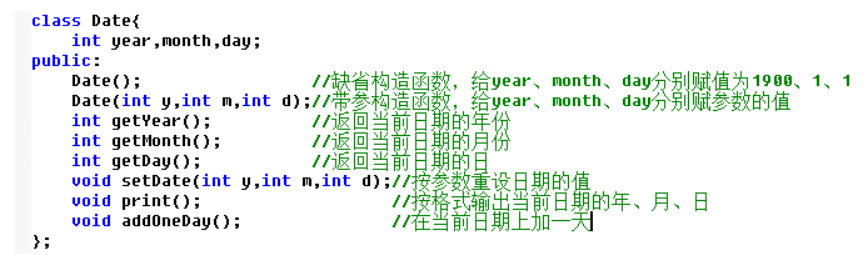 class Date{
int year,month,day;
public:
Date(); //缺省构造函数，给year、month、day分别赋值为1900、1、1
Date(int y,int m,int d);//带参构造函数，给year、month、day分别赋参数的值
int getYear(); //返回当前日期的年份
int getMonth(); //返回当前日期的月份
int getDay(); //返回当前日期的日
void setDate(int y,int m,int d);//按参数重设日期的值
void print(); //按格式输出当前日期的年、月、日
void addOneDay(); //在当前日期上加一天
};